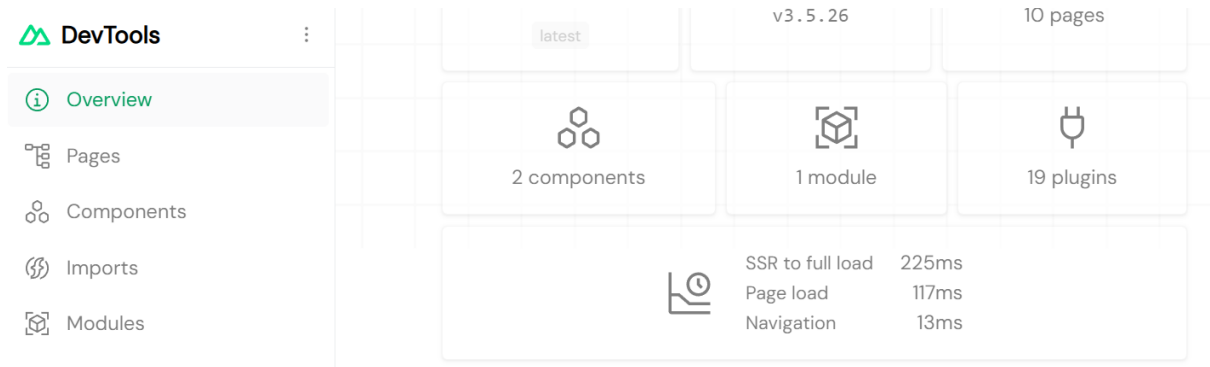 DevTools
Overview
Pages
Components
Imports
Modules
latest
v3.5.26
10 pages
2 components
1 module
19 plugins
SSR to full load 225ms
Page load 117ms
Navigation 13ms